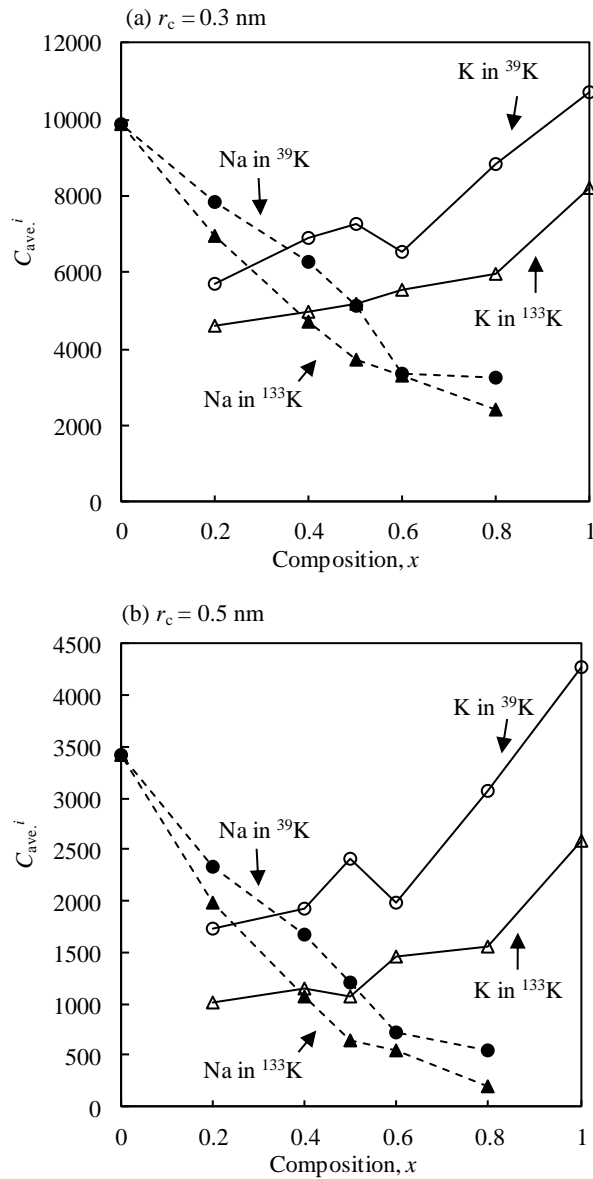 (a) r_c = 0.3 nm
12000
10000
8000
6000
4000
2000
0
C_ave.^i
K in ³⁹K
Na in ³⁹K
K in ¹³³K
Na in ¹³³K
0 0.2 0.4 0.6 0.8 1
Composition, x
(b) r_c = 0.5 nm
4500
4000
3500
3000
2500
2000
1500
1000
500
0
C_ave.^i
K in ³⁹K
Na in ³⁹K
K in ¹³³K
Na in ¹³³K
0 0.2 0.4 0.6 0.8 1
Composition, x